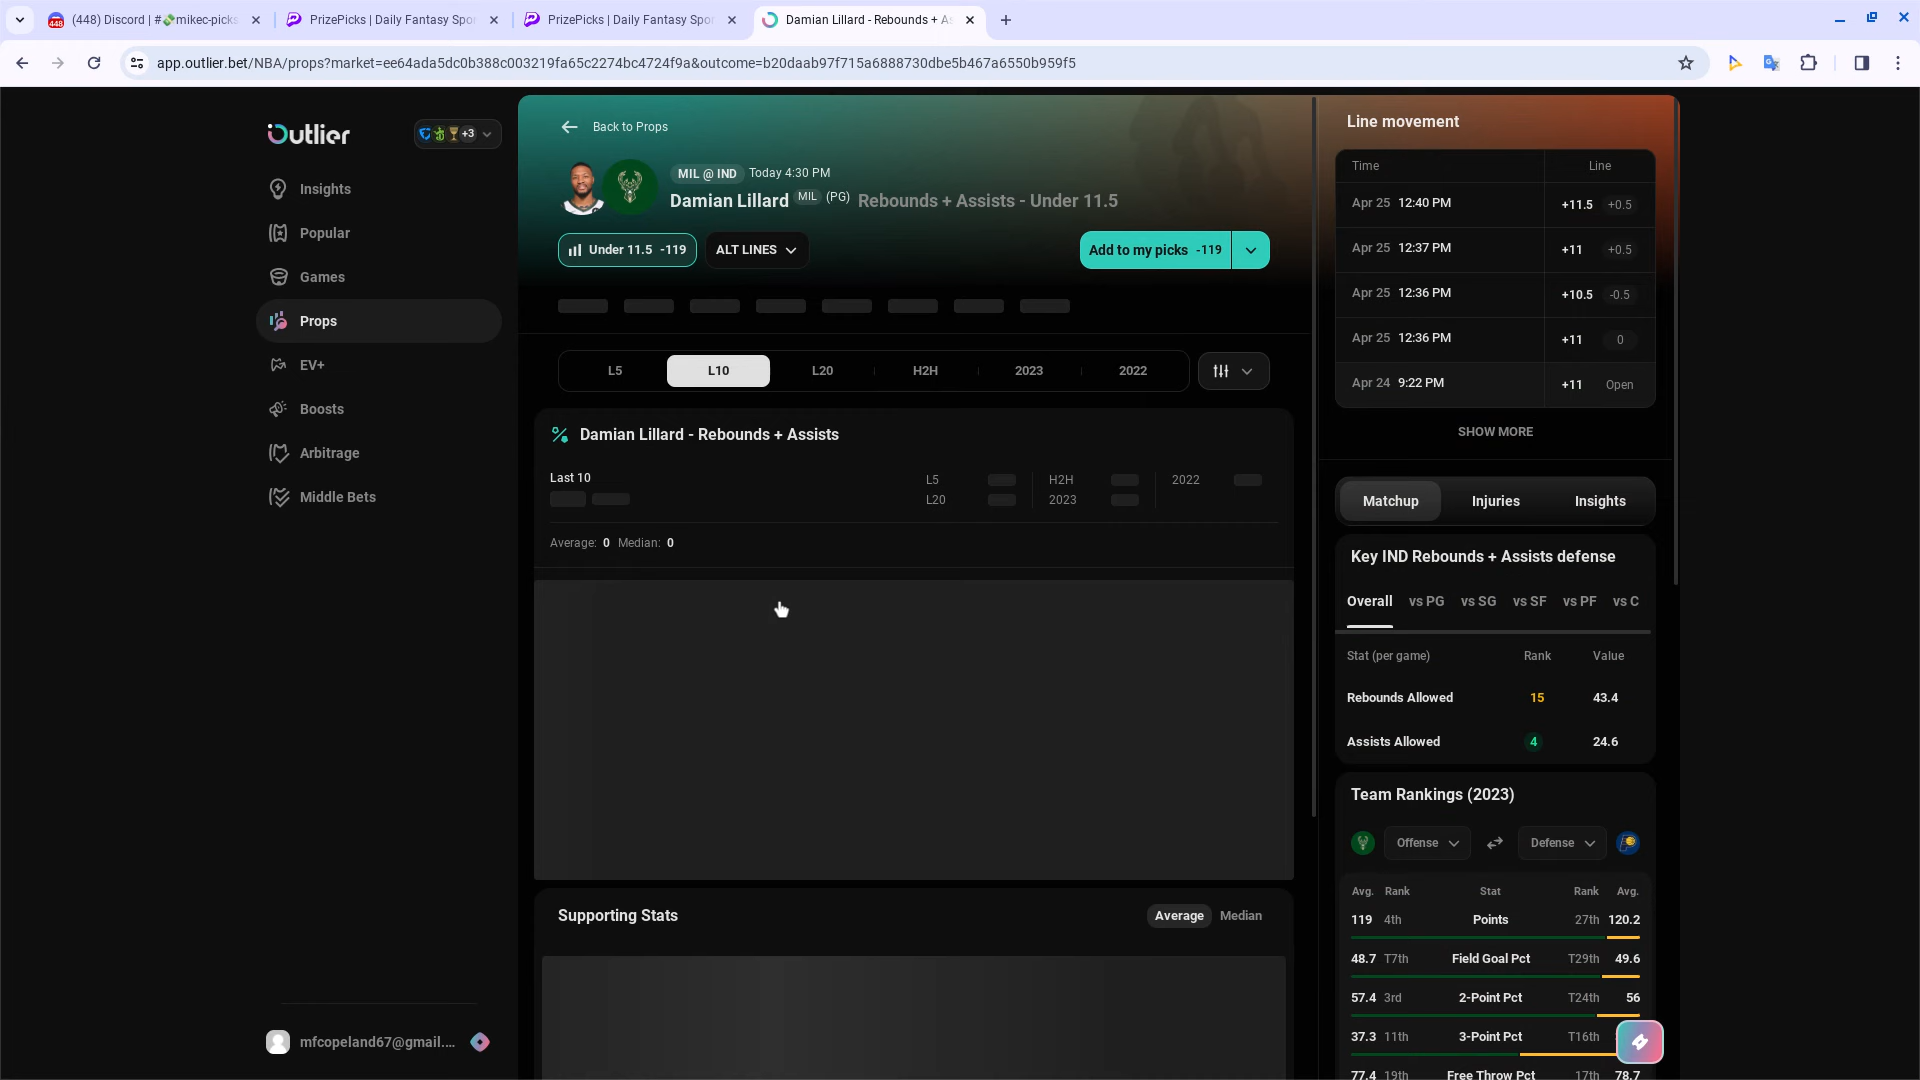 (448) Discord | #💸mikec-picks
PrizePicks | Daily Fantasy Spor
PrizePicks | Daily Fantasy Spor
Damian Lillard - Rebounds + As
app.outlier.bet/NBA/props?market=ee64ada5dc0b388c003219fa65c2274bc4724f9a&outcome=b20daab97f715a6888730dbe5b467a6550b959f5
Outlier
+3
Insights
Popular
Games
Props
EV+
Boosts
Arbitrage
Middle Bets
mfcopeland67@gmail....
Back to Props
MIL @ IND Today 4:30 PM
Damian Lillard MIL (PG) Rebounds + Assists - Under 11.5
Under 11.5 -119
ALT LINES
Add to my picks -119
L5 L10 L20 H2H 2023 2022
Damian Lillard - Rebounds + Assists
Last 10
L5 H2H 2022
L20 2023
Average: 0 Median: 0
Supporting Stats
Average Median
Line movement
Time Line
Apr 25 12:40 PM +11.5 +0.5
Apr 25 12:37 PM +11 +0.5
Apr 25 12:36 PM +10.5 -0.5
Apr 25 12:36 PM +11 0
Apr 24 9:22 PM +11 Open
SHOW MORE
Matchup Injuries Insights
Key IND Rebounds + Assists defense
Overall vs PG vs SG vs SF vs PF vs C
Stat (per game) Rank Value
Rebounds Allowed 15 43.4
Assists Allowed 4 24.6
Team Rankings (2023)
Offense Defense
Avg. Rank Stat Rank Avg.
119 4th Points 27th 120.2
48.7 T7th Field Goal Pct T29th 49.6
57.4 3rd 2-Point Pct T24th 56
37.3 11th 3-Point Pct T16th
77.4 19th Free Throw Pct 17th 78.7